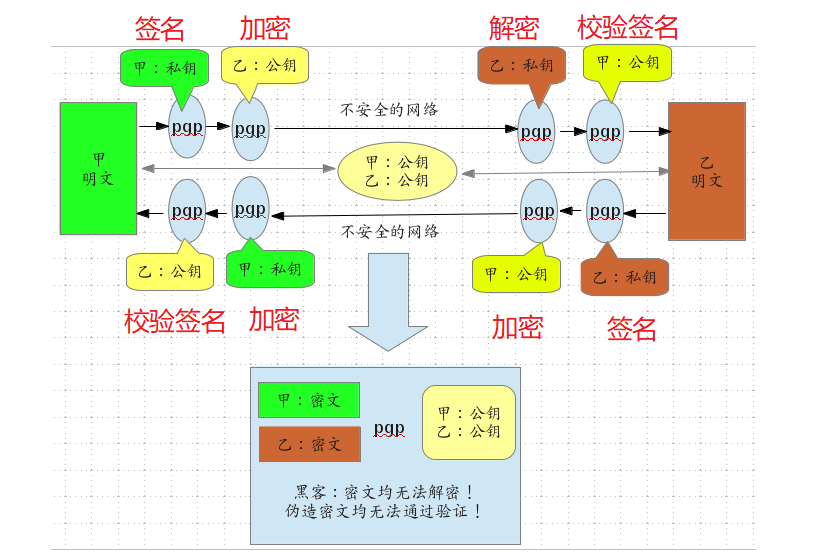 签名
加密
解密
校验签名
甲：私钥
乙：公钥
乙：私钥
甲：公钥
不安全的网络
pgp
pgp
pgp
pgp
甲
明文
甲：公钥
乙：公钥
乙
明文
pgp
pgp
pgp
pgp
不安全的网络
乙：公钥
甲：私钥
甲：公钥
乙：私钥
校验签名
加密
加密
签名
甲：密文
乙：密文
pgp
甲：公钥
乙：公钥
黑客：密文均无法解密！
伪造密文均无法通过验证！